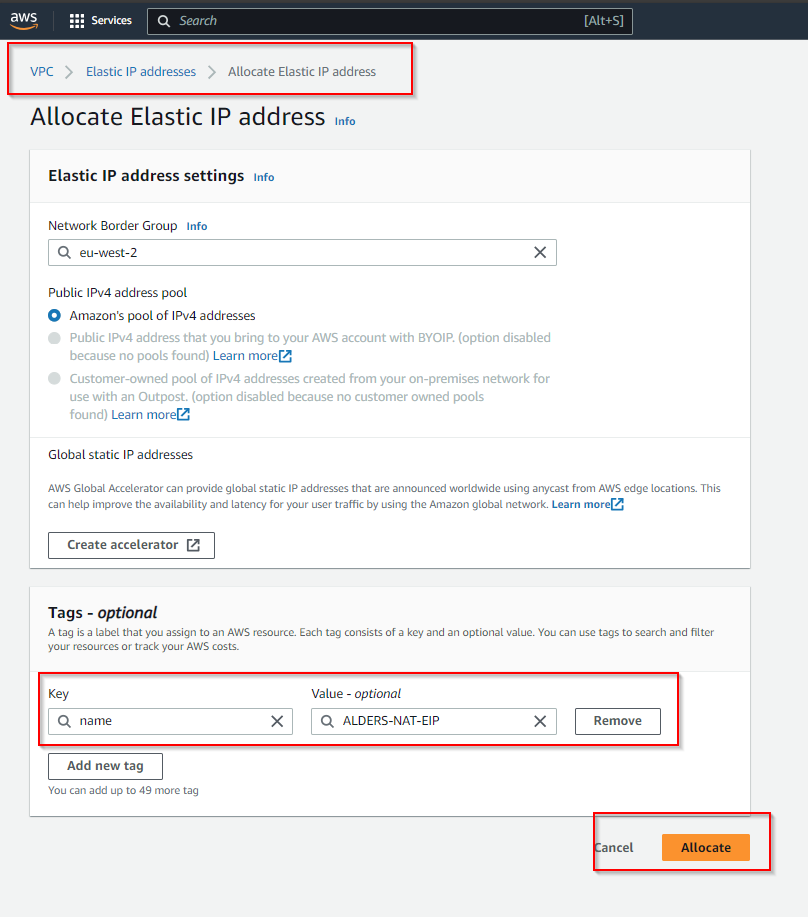 aws
Services
Search
[Alt+S]
VPC
Elastic IP addresses
Allocate Elastic IP address
Allocate Elastic IP address Info
Elastic IP address settings Info
Network Border Group Info
eu-west-2
Public IPv4 address pool
Amazon's pool of IPv4 addresses
Public IPv4 address that you bring to your AWS account with BYOIP. (option disabled
because no pools found) Learn more
Customer-owned pool of IPv4 addresses created from your on-premises network for
use with an Outpost. (option disabled because no customer owned pools
found) Learn more
Global static IP addresses
AWS Global Accelerator can provide global static IP addresses that are announced worldwide using anycast from AWS edge locations. This
can help improve the availability and latency for your user traffic by using the Amazon global network. Learn more
Create accelerator
Tags - optional
A tag is a label that you assign to an AWS resource. Each tag consists of a key and an optional value. You can use tags to search and filter
your resources or track your AWS costs.
Key
Value - optional
name
ALDERS-NAT-EIP
Remove
Add new tag
You can add up to 49 more tag
Cancel
Allocate